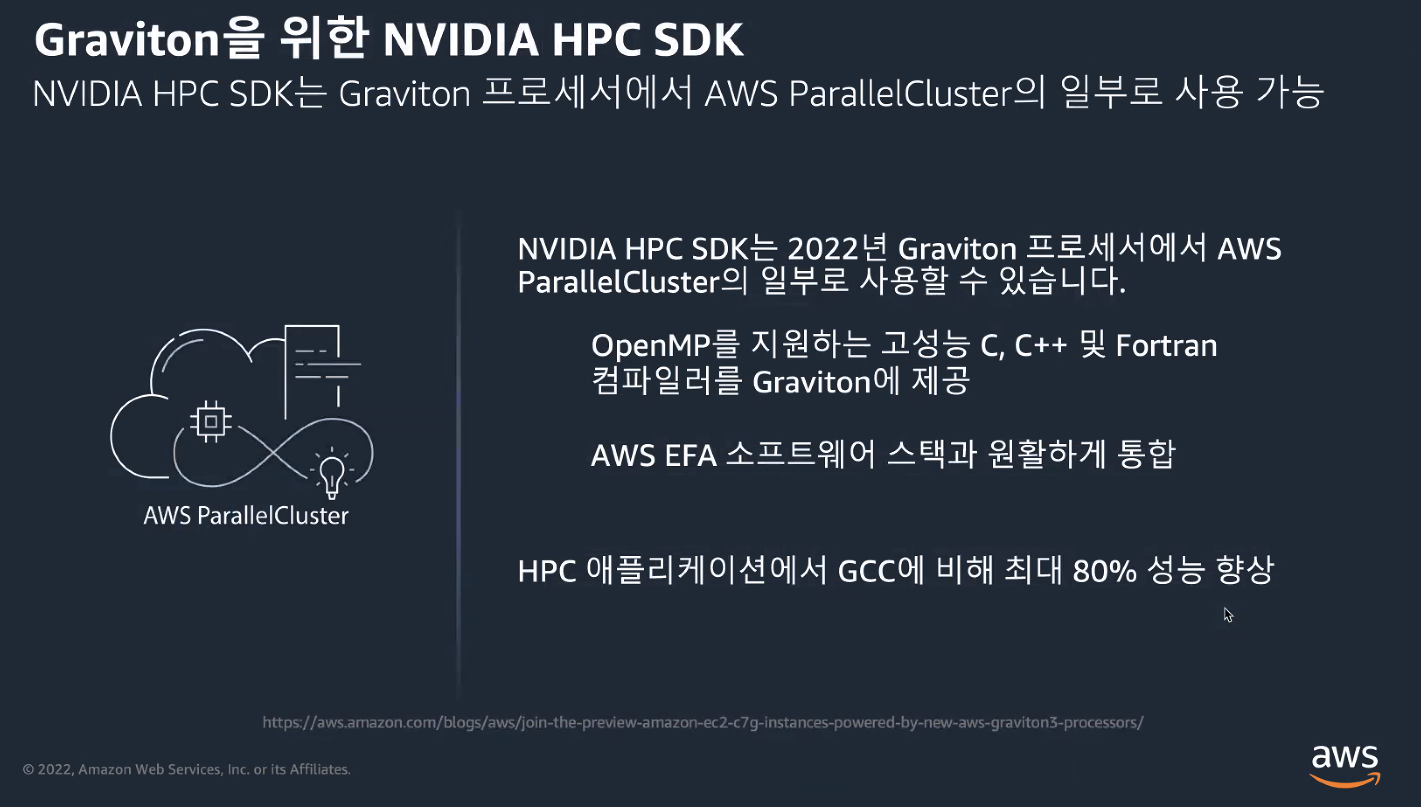 Graviton을 위한 NVIDIA HPC SDK
NVIDIA HPC SDK는 Graviton 프로세서에서 AWS ParallelCluster의 일부로 사용 가능
AWS ParallelCluster
NVIDIA HPC SDK는 2022년 Graviton 프로세서에서 AWS
ParallelCluster의 일부로 사용할 수 있습니다.
OpenMP를 지원하는 고성능 C, C++ 및 Fortran
컴파일러를 Graviton에 제공
AWS EFA 소프트웨어 스택과 원활하게 통합
HPC 애플리케이션에서 GCC에 비해 최대 80% 성능 향상
https://aws.amazon.com/blogs/aws/join-the-preview-amazon-ec2-c7g-instances-powered-by-new-aws-graviton3-processors/
© 2022, Amazon Web Services, Inc. or its Affiliates.
aws